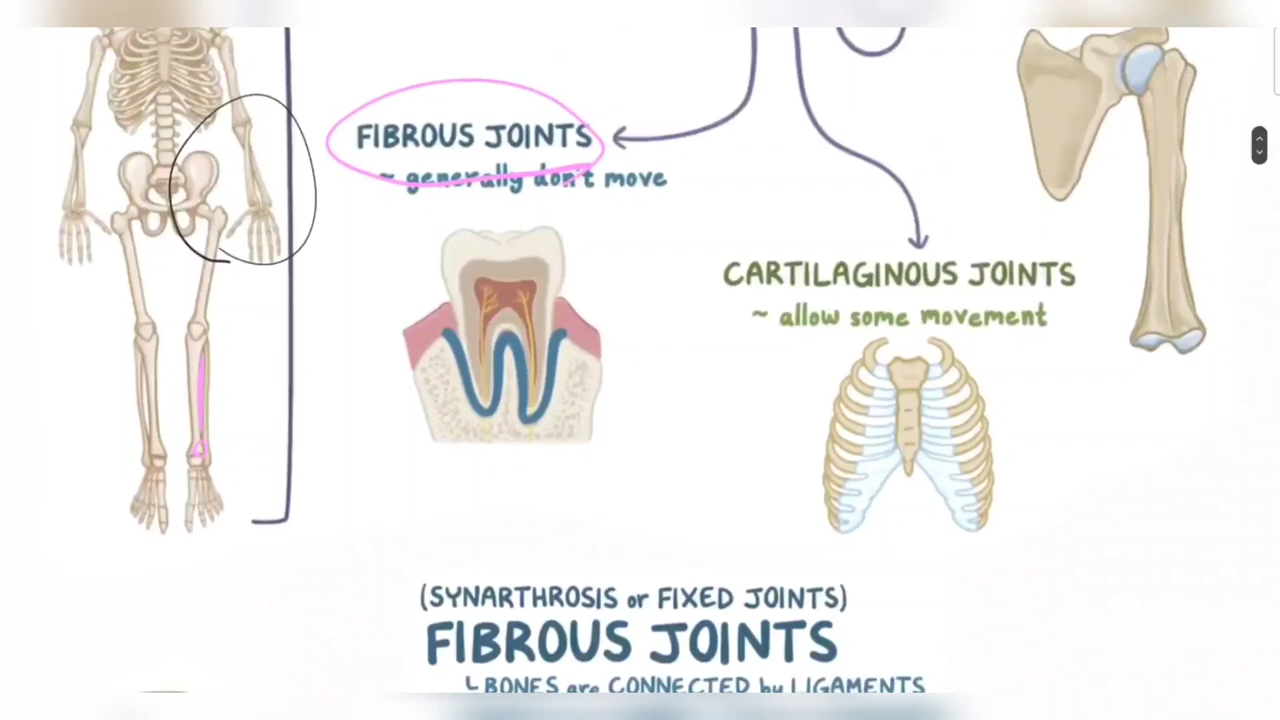 FIBROUS JOINTS
~ generally don't move
CARTILAGINOUS JOINTS
~ allow some movement
(SYNARTHROSIS or FIXED JOINTS)
FIBROUS JOINTS
└ BONES are CONNECTED by LIGAMENTS